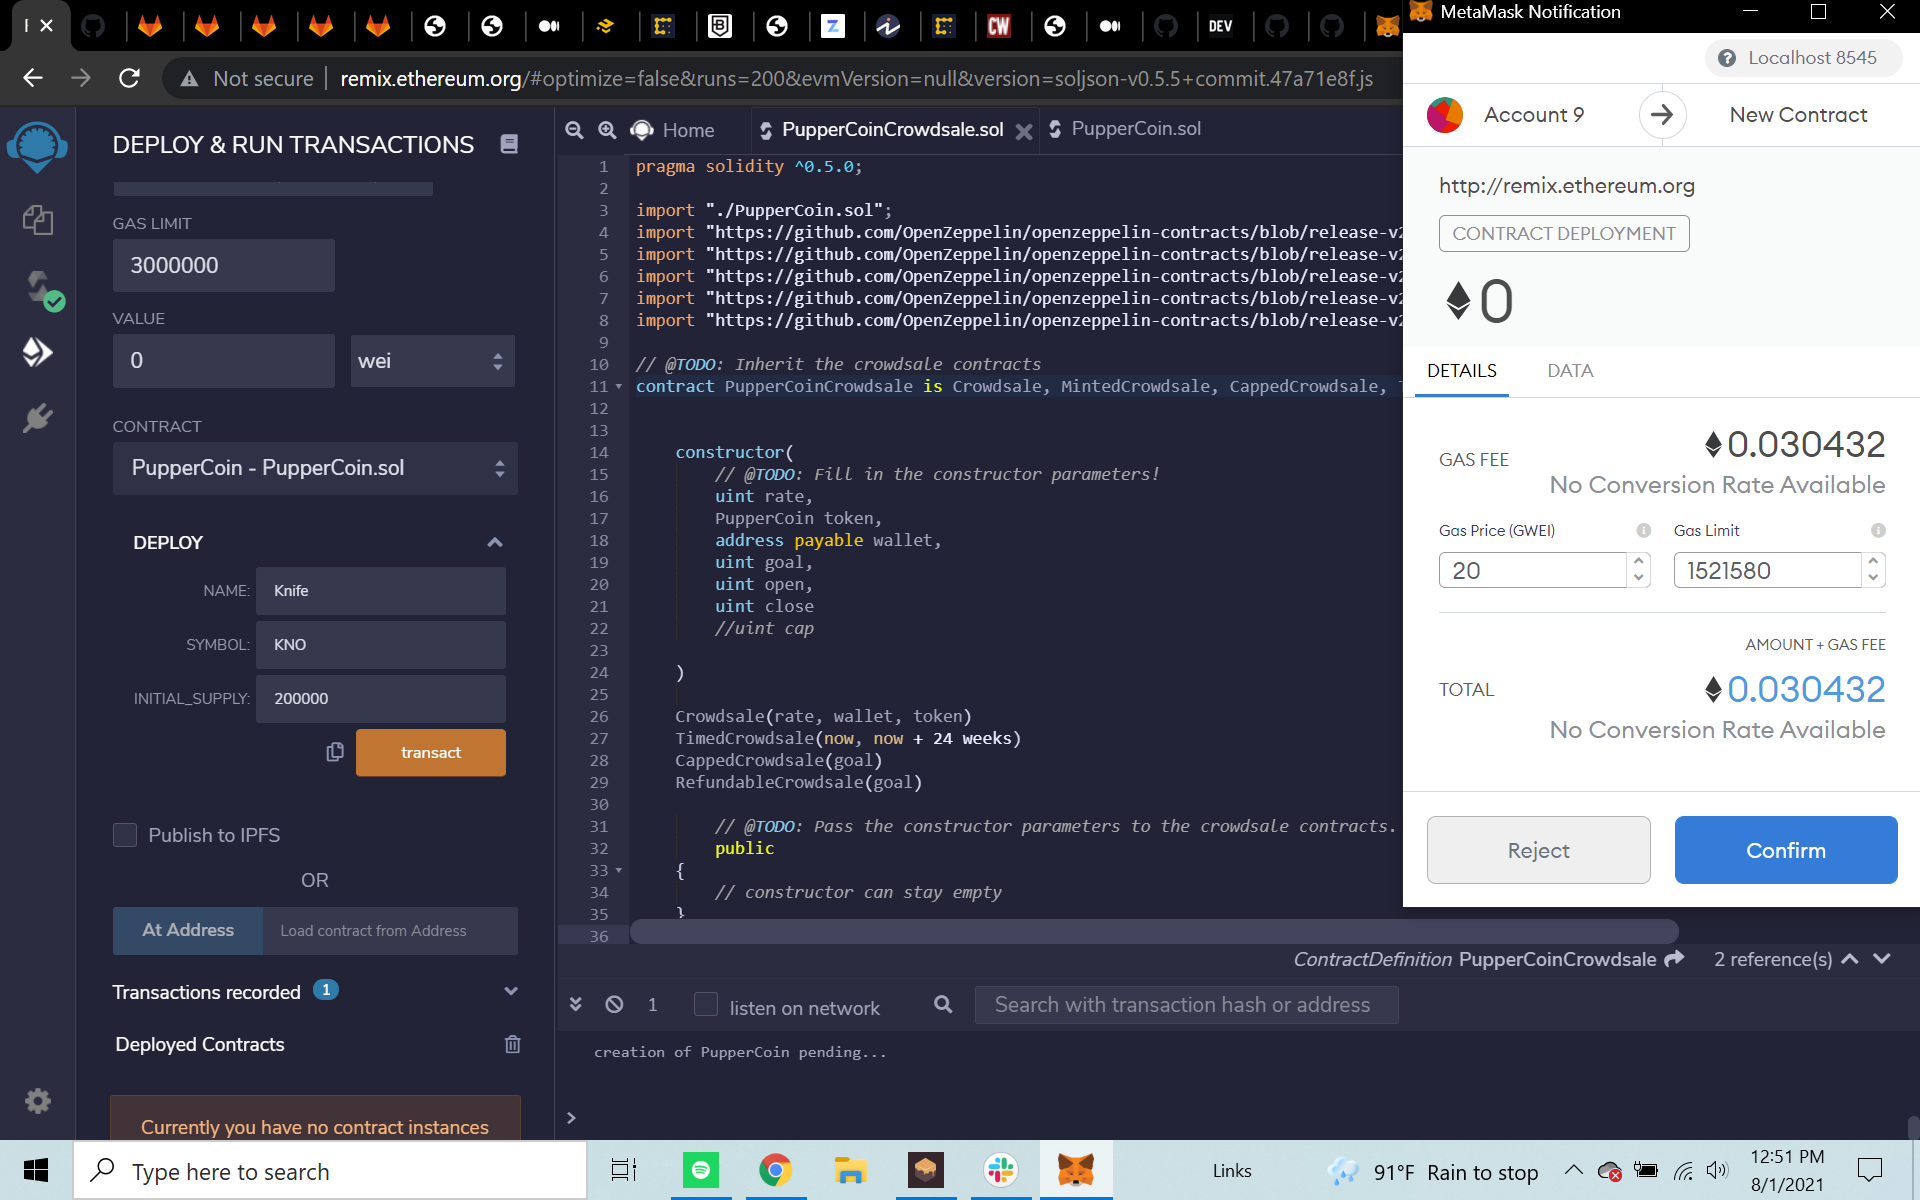 MetaMask Notification
Not secure
remix.ethereum.org/#optimize=false&runs=200&evmVersion=null&version=soljson-v0.5.5+commit.47a71e8f.js
DEV
CW
DEPLOY & RUN TRANSACTIONS
GAS LIMIT
3000000
VALUE
0
wei
CONTRACT
PupperCoin - PupperCoin.sol
DEPLOY
NAME:
Knife
SYMBOL:
KNO
INITIAL_SUPPLY:
200000
transact
Publish to IPFS
OR
At Address
Load contract from Address
Transactions recorded 1
Deployed Contracts
Currently you have no contract instances
Home
PupperCoinCrowdsale.sol
PupperCoin.sol
1 pragma solidity ^0.5.0;
2
3 import "./PupperCoin.sol";
4 import "https://github.com/OpenZeppelin/openzeppelin-contracts/blob/release-v2
5 import "https://github.com/OpenZeppelin/openzeppelin-contracts/blob/release-v2
6 import "https://github.com/OpenZeppelin/openzeppelin-contracts/blob/release-v2
7 import "https://github.com/OpenZeppelin/openzeppelin-contracts/blob/release-v2
8 import "https://github.com/OpenZeppelin/openzeppelin-contracts/blob/release-v2
9
10 // @TODO: Inherit the crowdsale contracts
11 contract PupperCoinCrowdsale is Crowdsale, MintedCrowdsale, CappedCrowdsale,
12
13
14 constructor(
15 // @TODO: Fill in the constructor parameters!
16 uint rate,
17 PupperCoin token,
18 address payable wallet,
19 uint goal,
20 uint open,
21 uint close
22 //uint cap
23
24 )
25
26 Crowdsale(rate, wallet, token)
27 TimedCrowdsale(now, now + 24 weeks)
28 CappedCrowdsale(goal)
29 RefundableCrowdsale(goal)
30
31 // @TODO: Pass the constructor parameters to the crowdsale contracts.
32 public
33 {
34 // constructor can stay empty
35 }
36
ContractDefinition PupperCoinCrowdsale
2 reference(s)
1
listen on network
Search with transaction hash or address
creation of PupperCoin pending...
>
Localhost 8545
Account 9
New Contract
http://remix.ethereum.org
CONTRACT DEPLOYMENT
0
DETAILS
DATA
GAS FEE
0.030432
No Conversion Rate Available
Gas Price (GWEI)
Gas Limit
20
1521580
AMOUNT + GAS FEE
TOTAL
0.030432
No Conversion Rate Available
Reject
Confirm
Type here to search
Links
91°F Rain to stop
12:51 PM
8/1/2021